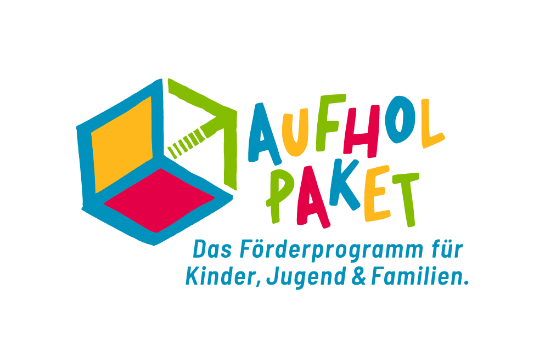 AUFHOL
PAKET
Das Förderprogramm für
Kinder, Jugend & Familien.